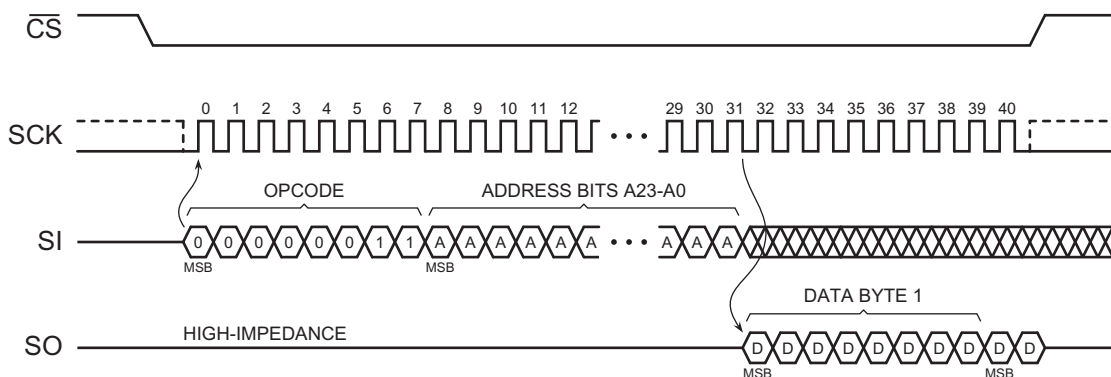 CS
0 1 2 3 4 5 6 7 8 9 10 11 12 29 30 31 32 33 34 35 36 37 38 39 40
SCK
OPCODE ADDRESS BITS A23-A0
SI 0 0 0 0 0 0 1 1 A A A A A A A A A
MSB MSB
DATA BYTE 1
HIGH-IMPEDANCE
SO D D D D D D D D D D
MSB MSB